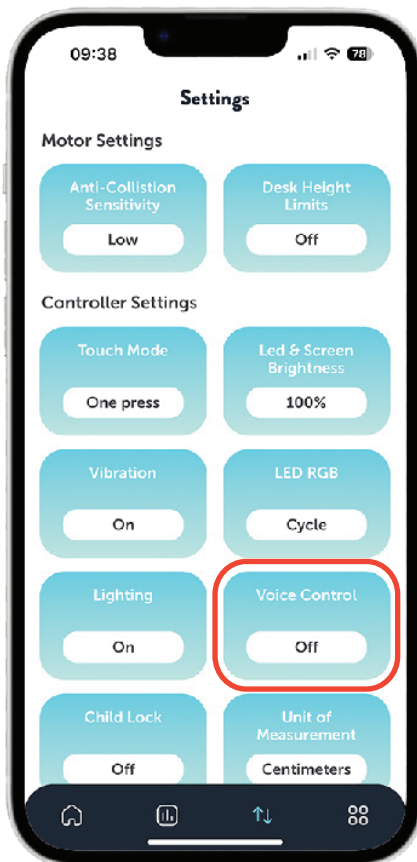 09:38
78
Settings
Motor Settings
Anti-Collistion
Sensitivity
Low
Desk Height
Limits
Off
Controller Settings
Touch Mode
One press
Led & Screen
Brightness
100%
Vibration
On
LED RGB
Cycle
Lighting
On
Voice Control
Off
Child Lock
Off
Unit of
Measurement
Centimeters